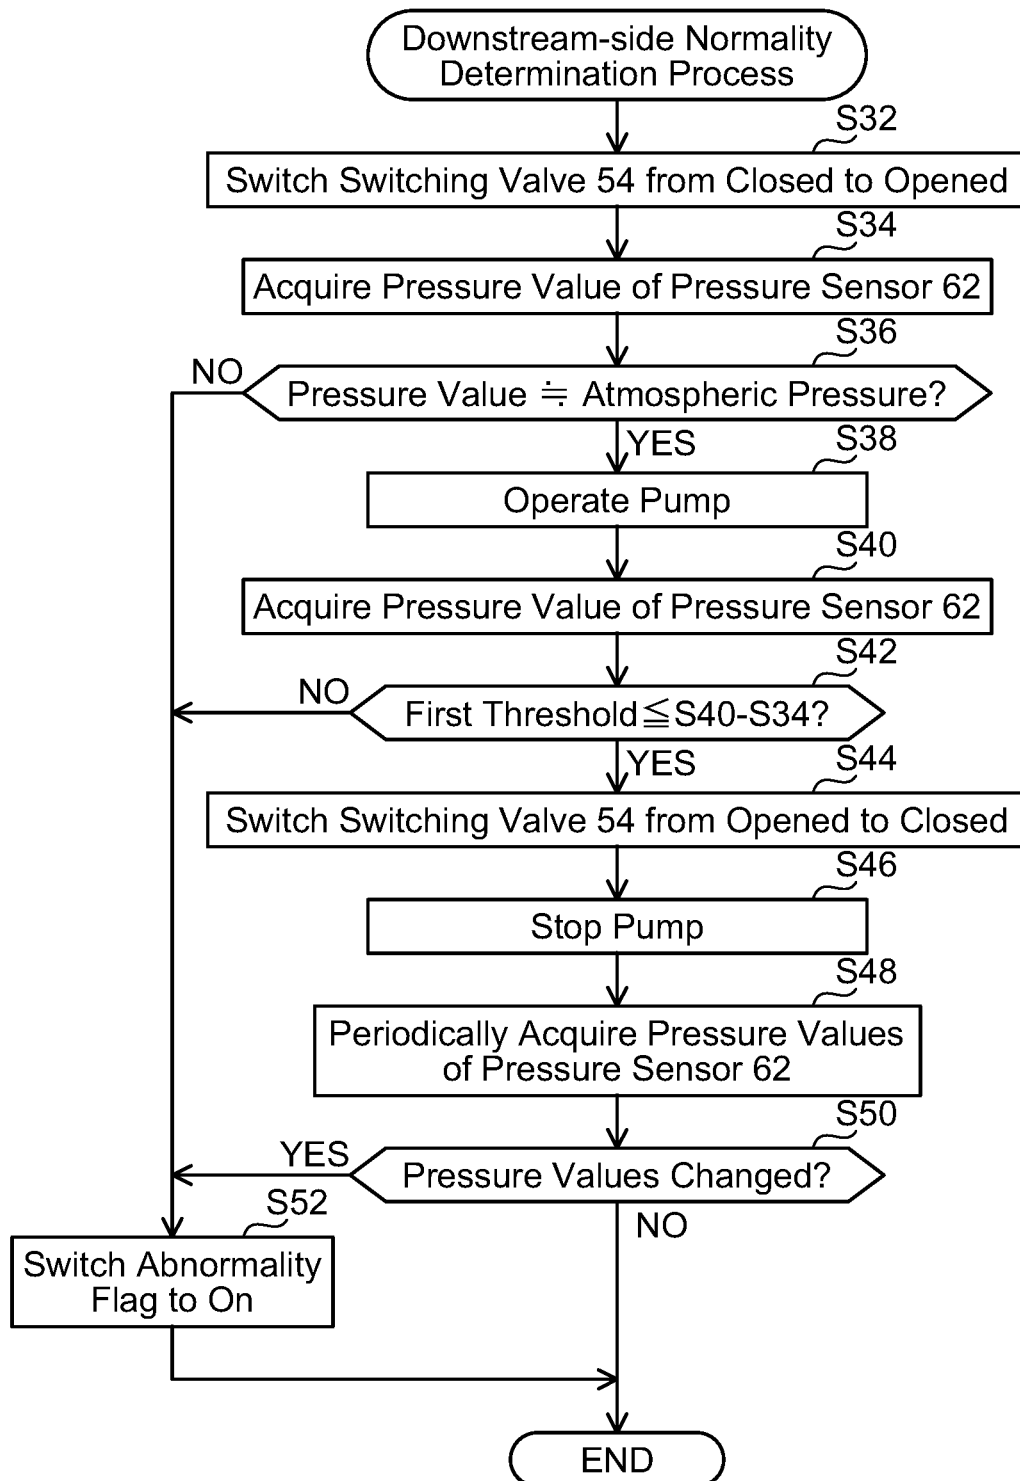 Downstream-side Normality
Determination Process
S32
Switch Switching Valve 54 from Closed to Opened
S34
Acquire Pressure Value of Pressure Sensor 62
S36
NO
Pressure Value ≒ Atmospheric Pressure?
YES
S38
Operate Pump
S40
Acquire Pressure Value of Pressure Sensor 62
S42
NO
First Threshold≦S40-S34?
YES
S44
Switch Switching Valve 54 from Opened to Closed
S46
Stop Pump
S48
Periodically Acquire Pressure Values
of Pressure Sensor 62
S50
YES
Pressure Values Changed?
NO
S52
Switch Abnormality
Flag to On
END